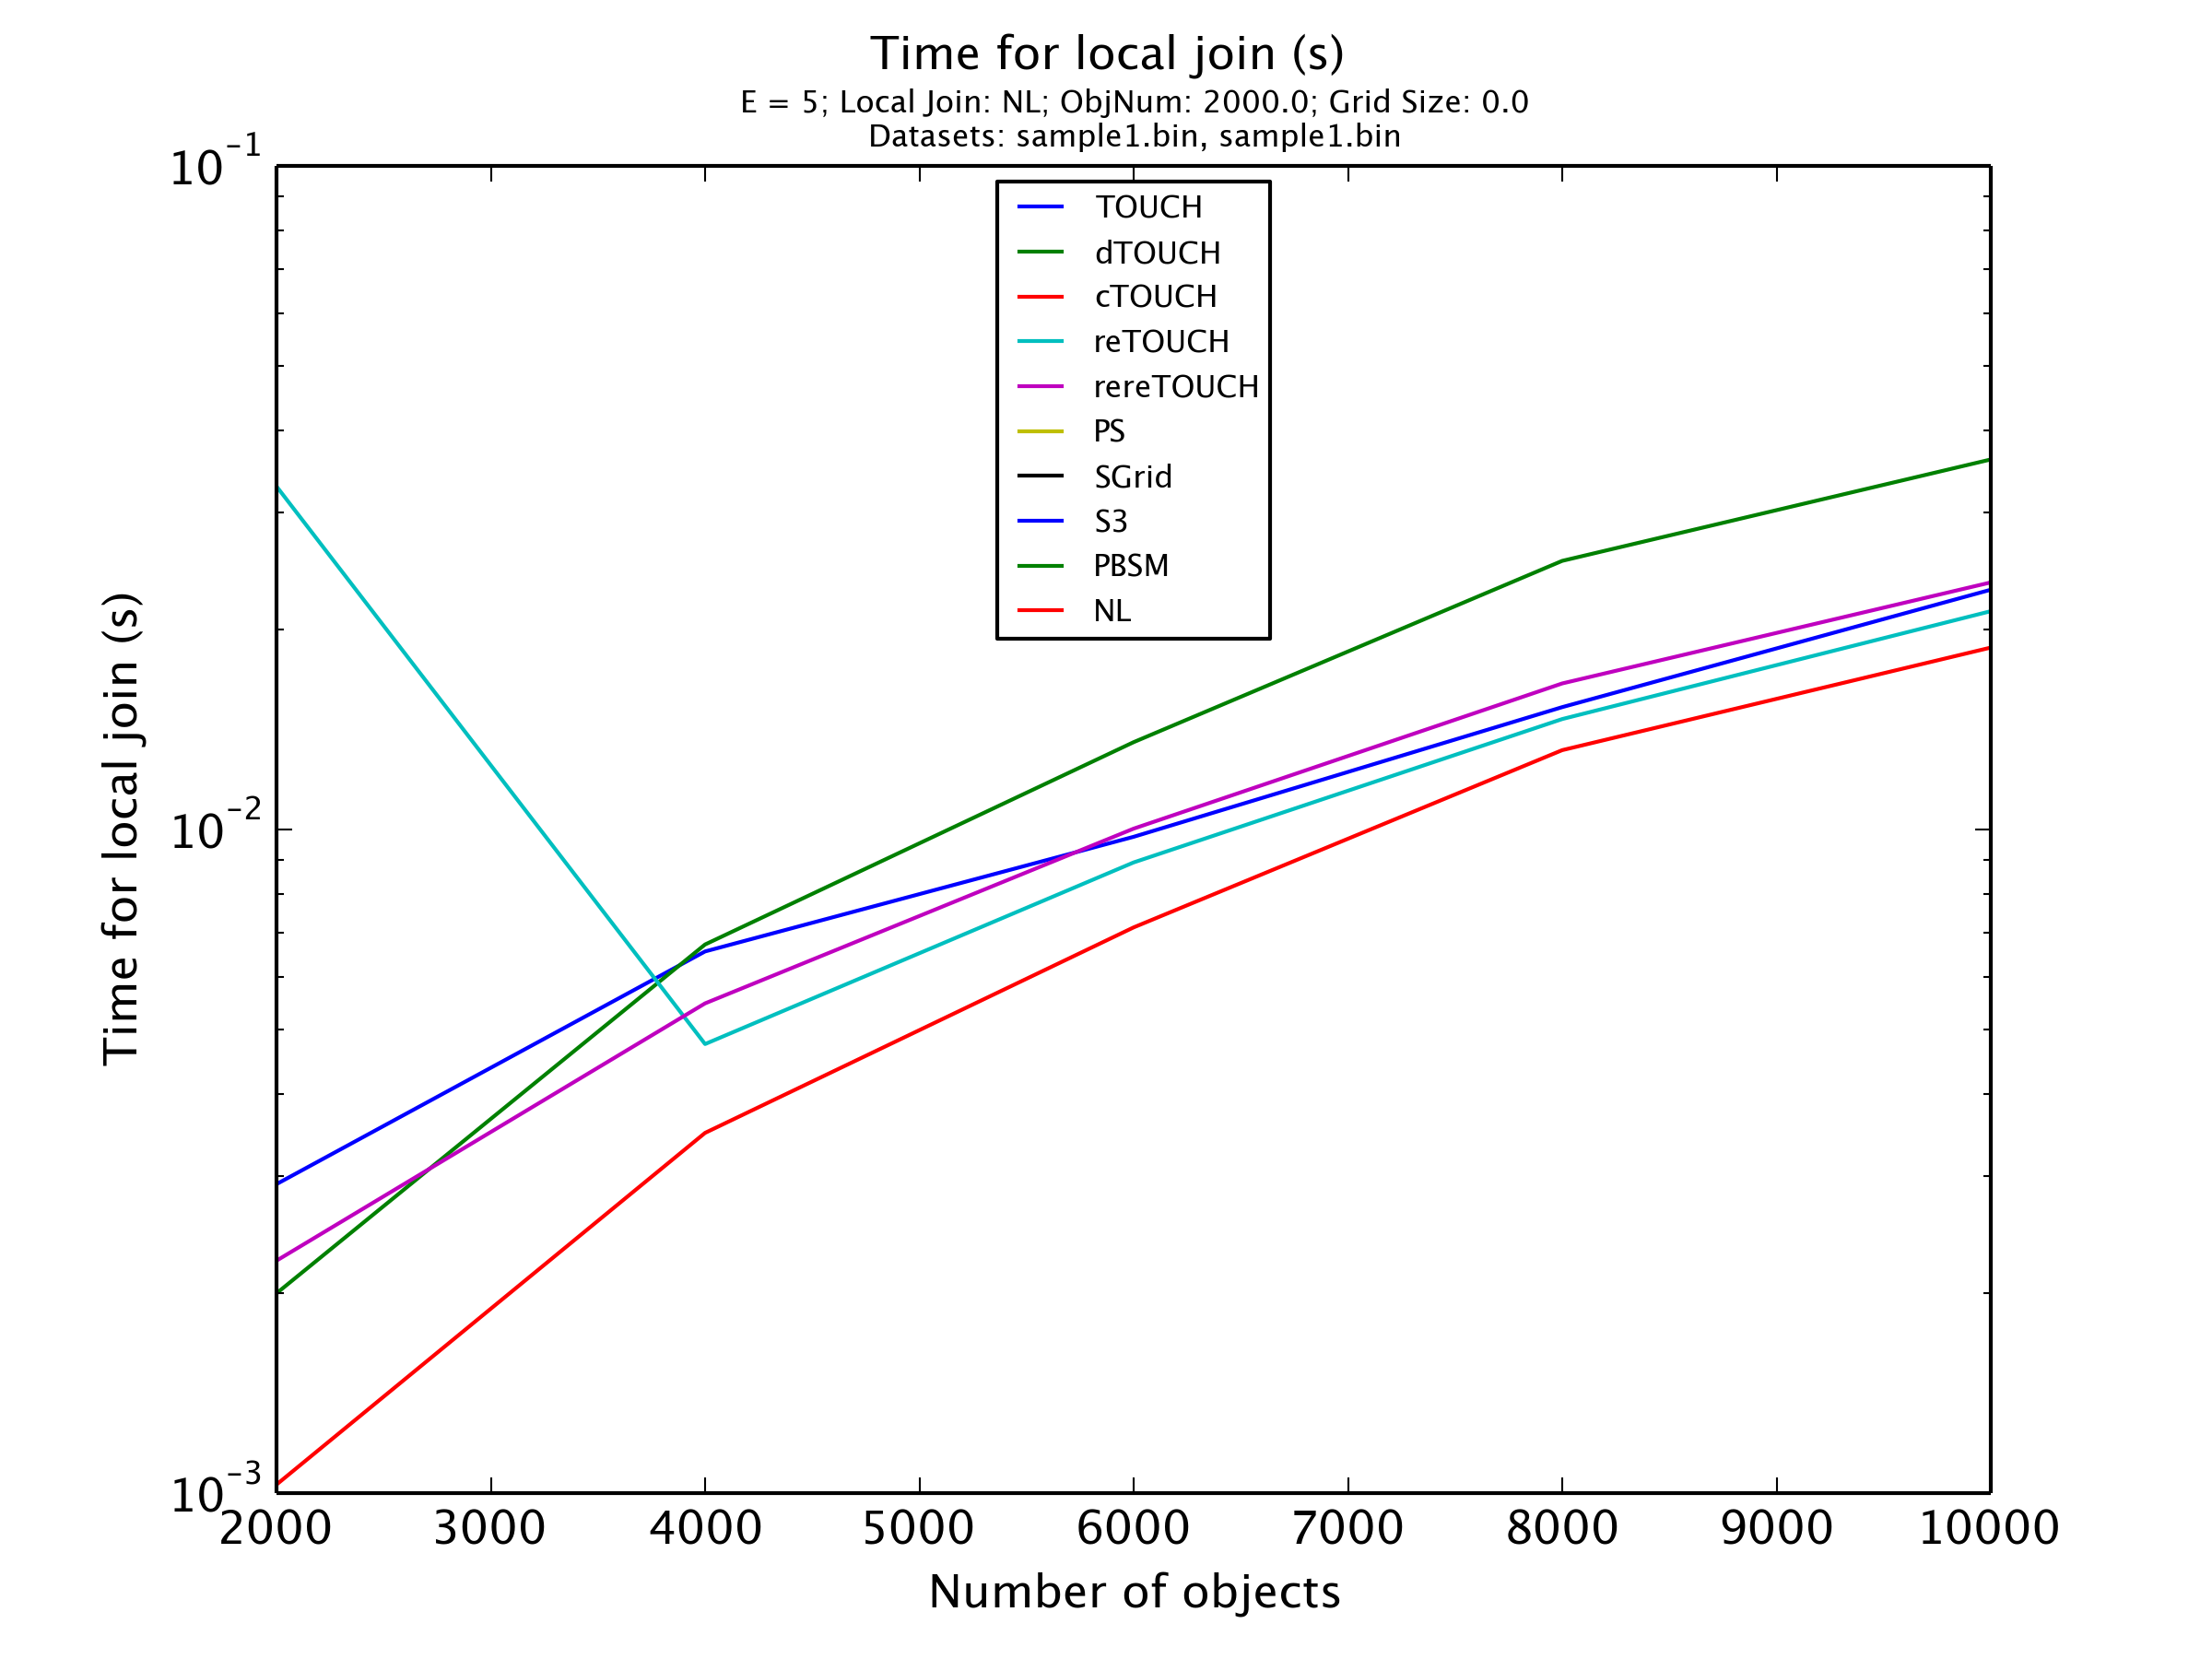 Time for local join (s)
E = 5; Local Join: NL; ObjNum: 2000.0; Grid Size: 0.0
Datasets: sample1.bin, sample1.bin
10^-1
10^-2
10^-3
Time for local join (s)
TOUCH
dTOUCH
cTOUCH
reTOUCH
rereTOUCH
PS
SGrid
S3
PBSM
NL
2000 3000 4000 5000 6000 7000 8000 9000 10000
Number of objects